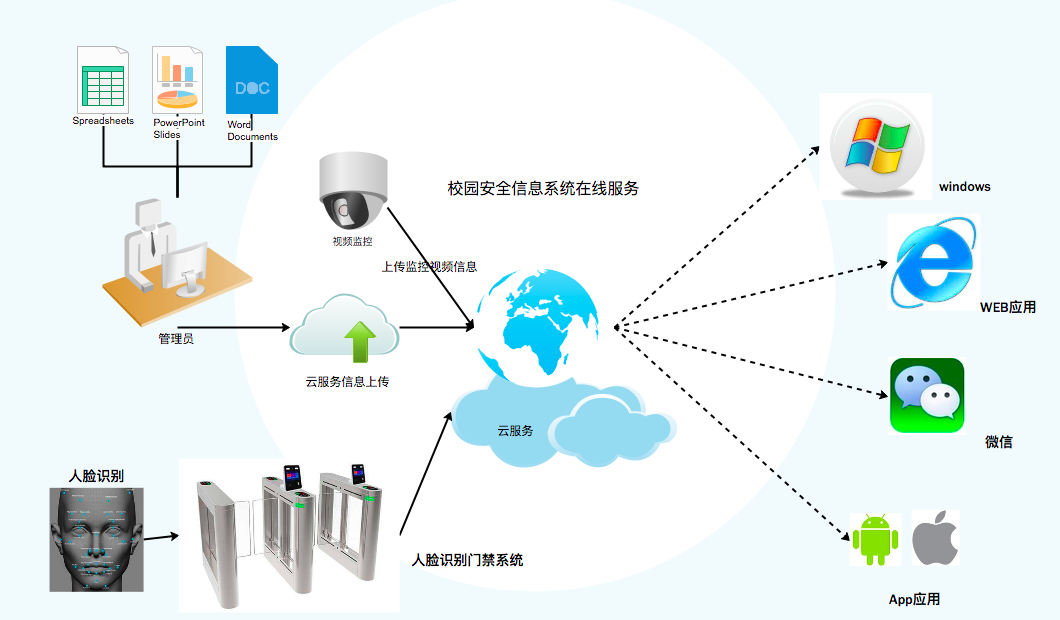 DOC
Spreadsheets
PowerPoint
Slides
Word
Documents
校园安全信息系统在线服务
windows
视频监控
上传监控视频信息
WEB应用
管理员
云服务信息上传
云服务
微信
人脸识别
人脸识别门禁系统
App应用